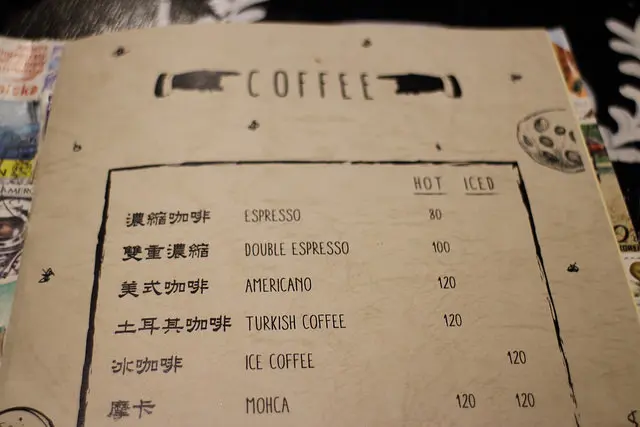 COFFEE
HOT ICED
濃縮咖啡 ESPRESSO 80
雙重濃縮 DOUBLE ESPRESSO 100
美式咖啡 AMERICANO 120
土耳其咖啡 TURKISH COFFEE 120
冰咖啡 ICE COFFEE 120
摩卡 MOHCA 120 120